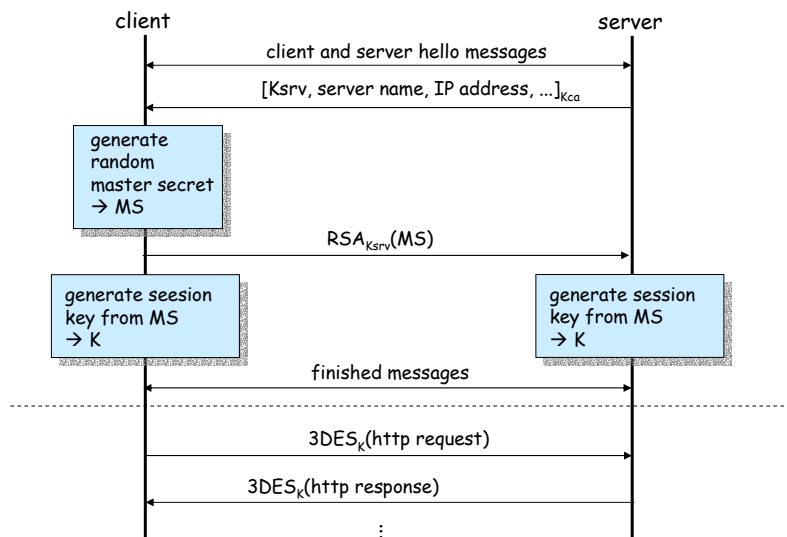 client
server
client and server hello messages
[Ksrv, server name, IP address, ...]Kca
generate
random
master secret
→ MS
RSAKsrv(MS)
generate seesion
key from MS
→ K
generate session
key from MS
→ K
finished messages
3DESK(http request)
3DESK(http response)
...